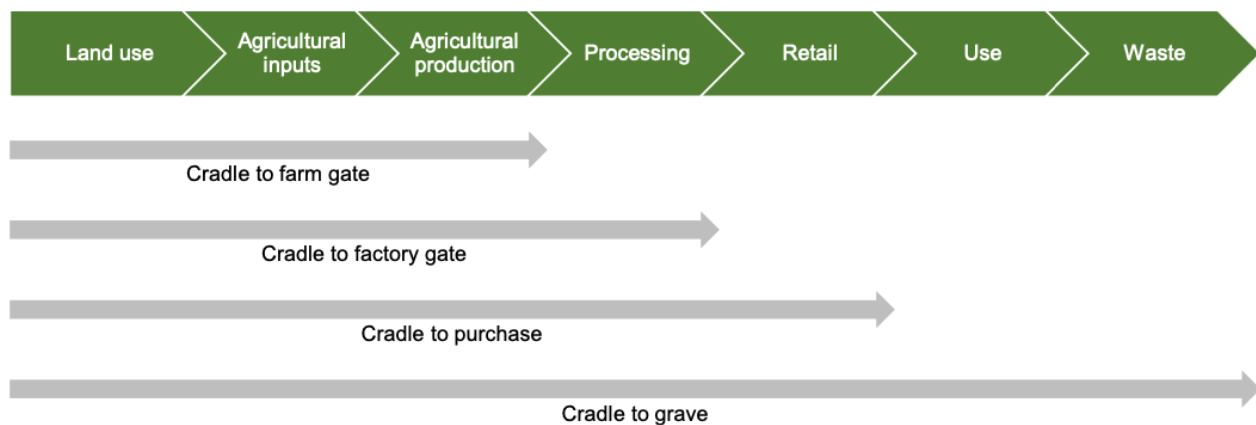 Land use
Agricultural
inputs
Agricultural
production
Processing
Retail
Use
Waste
Cradle to farm gate
Cradle to factory gate
Cradle to purchase
Cradle to grave